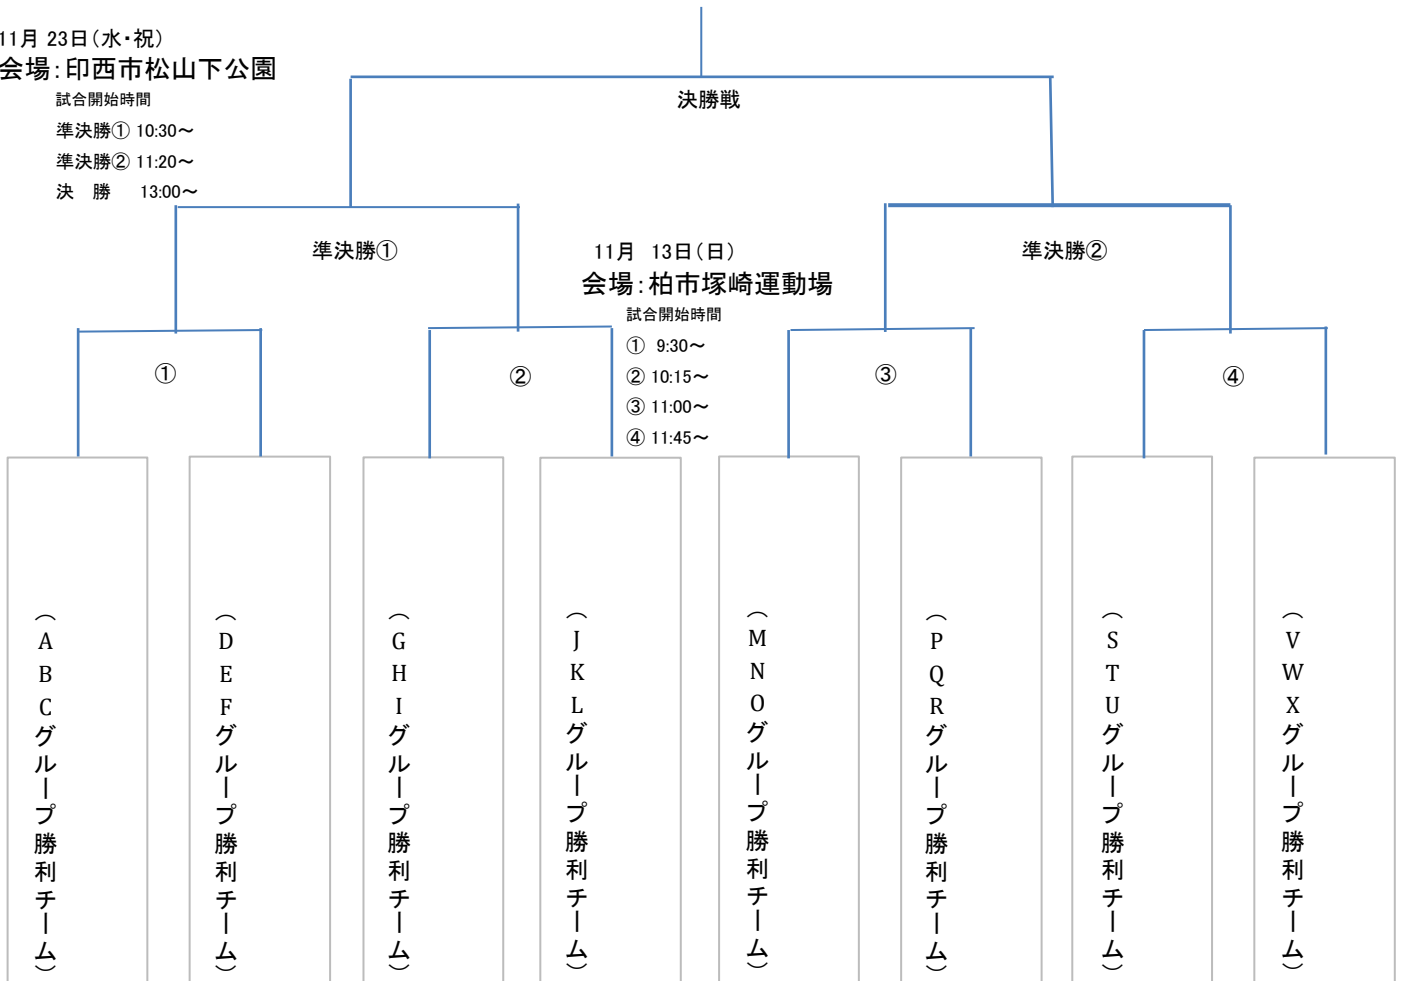 11月 23日(水・祝)
会場:印西市松山下公園
試合開始時間
準決勝① 10:30～
準決勝② 11:20～
決　勝　 13:00～
決勝戦
準決勝①
準決勝②
11月　13日(日)
会場:柏市塚崎運動場
試合開始時間
① 9:30～
② 10:15～
③ 11:00～
④ 11:45～
①
②
③
④
(ABCグループ勝利チーム)
(DEFグループ勝利チーム)
(GHIグループ勝利チーム)
(JKLグループ勝利チーム)
(MNOグループ勝利チーム)
(PQRグループ勝利チーム)
(STUグループ勝利チーム)
(VWXグループ勝利チーム)